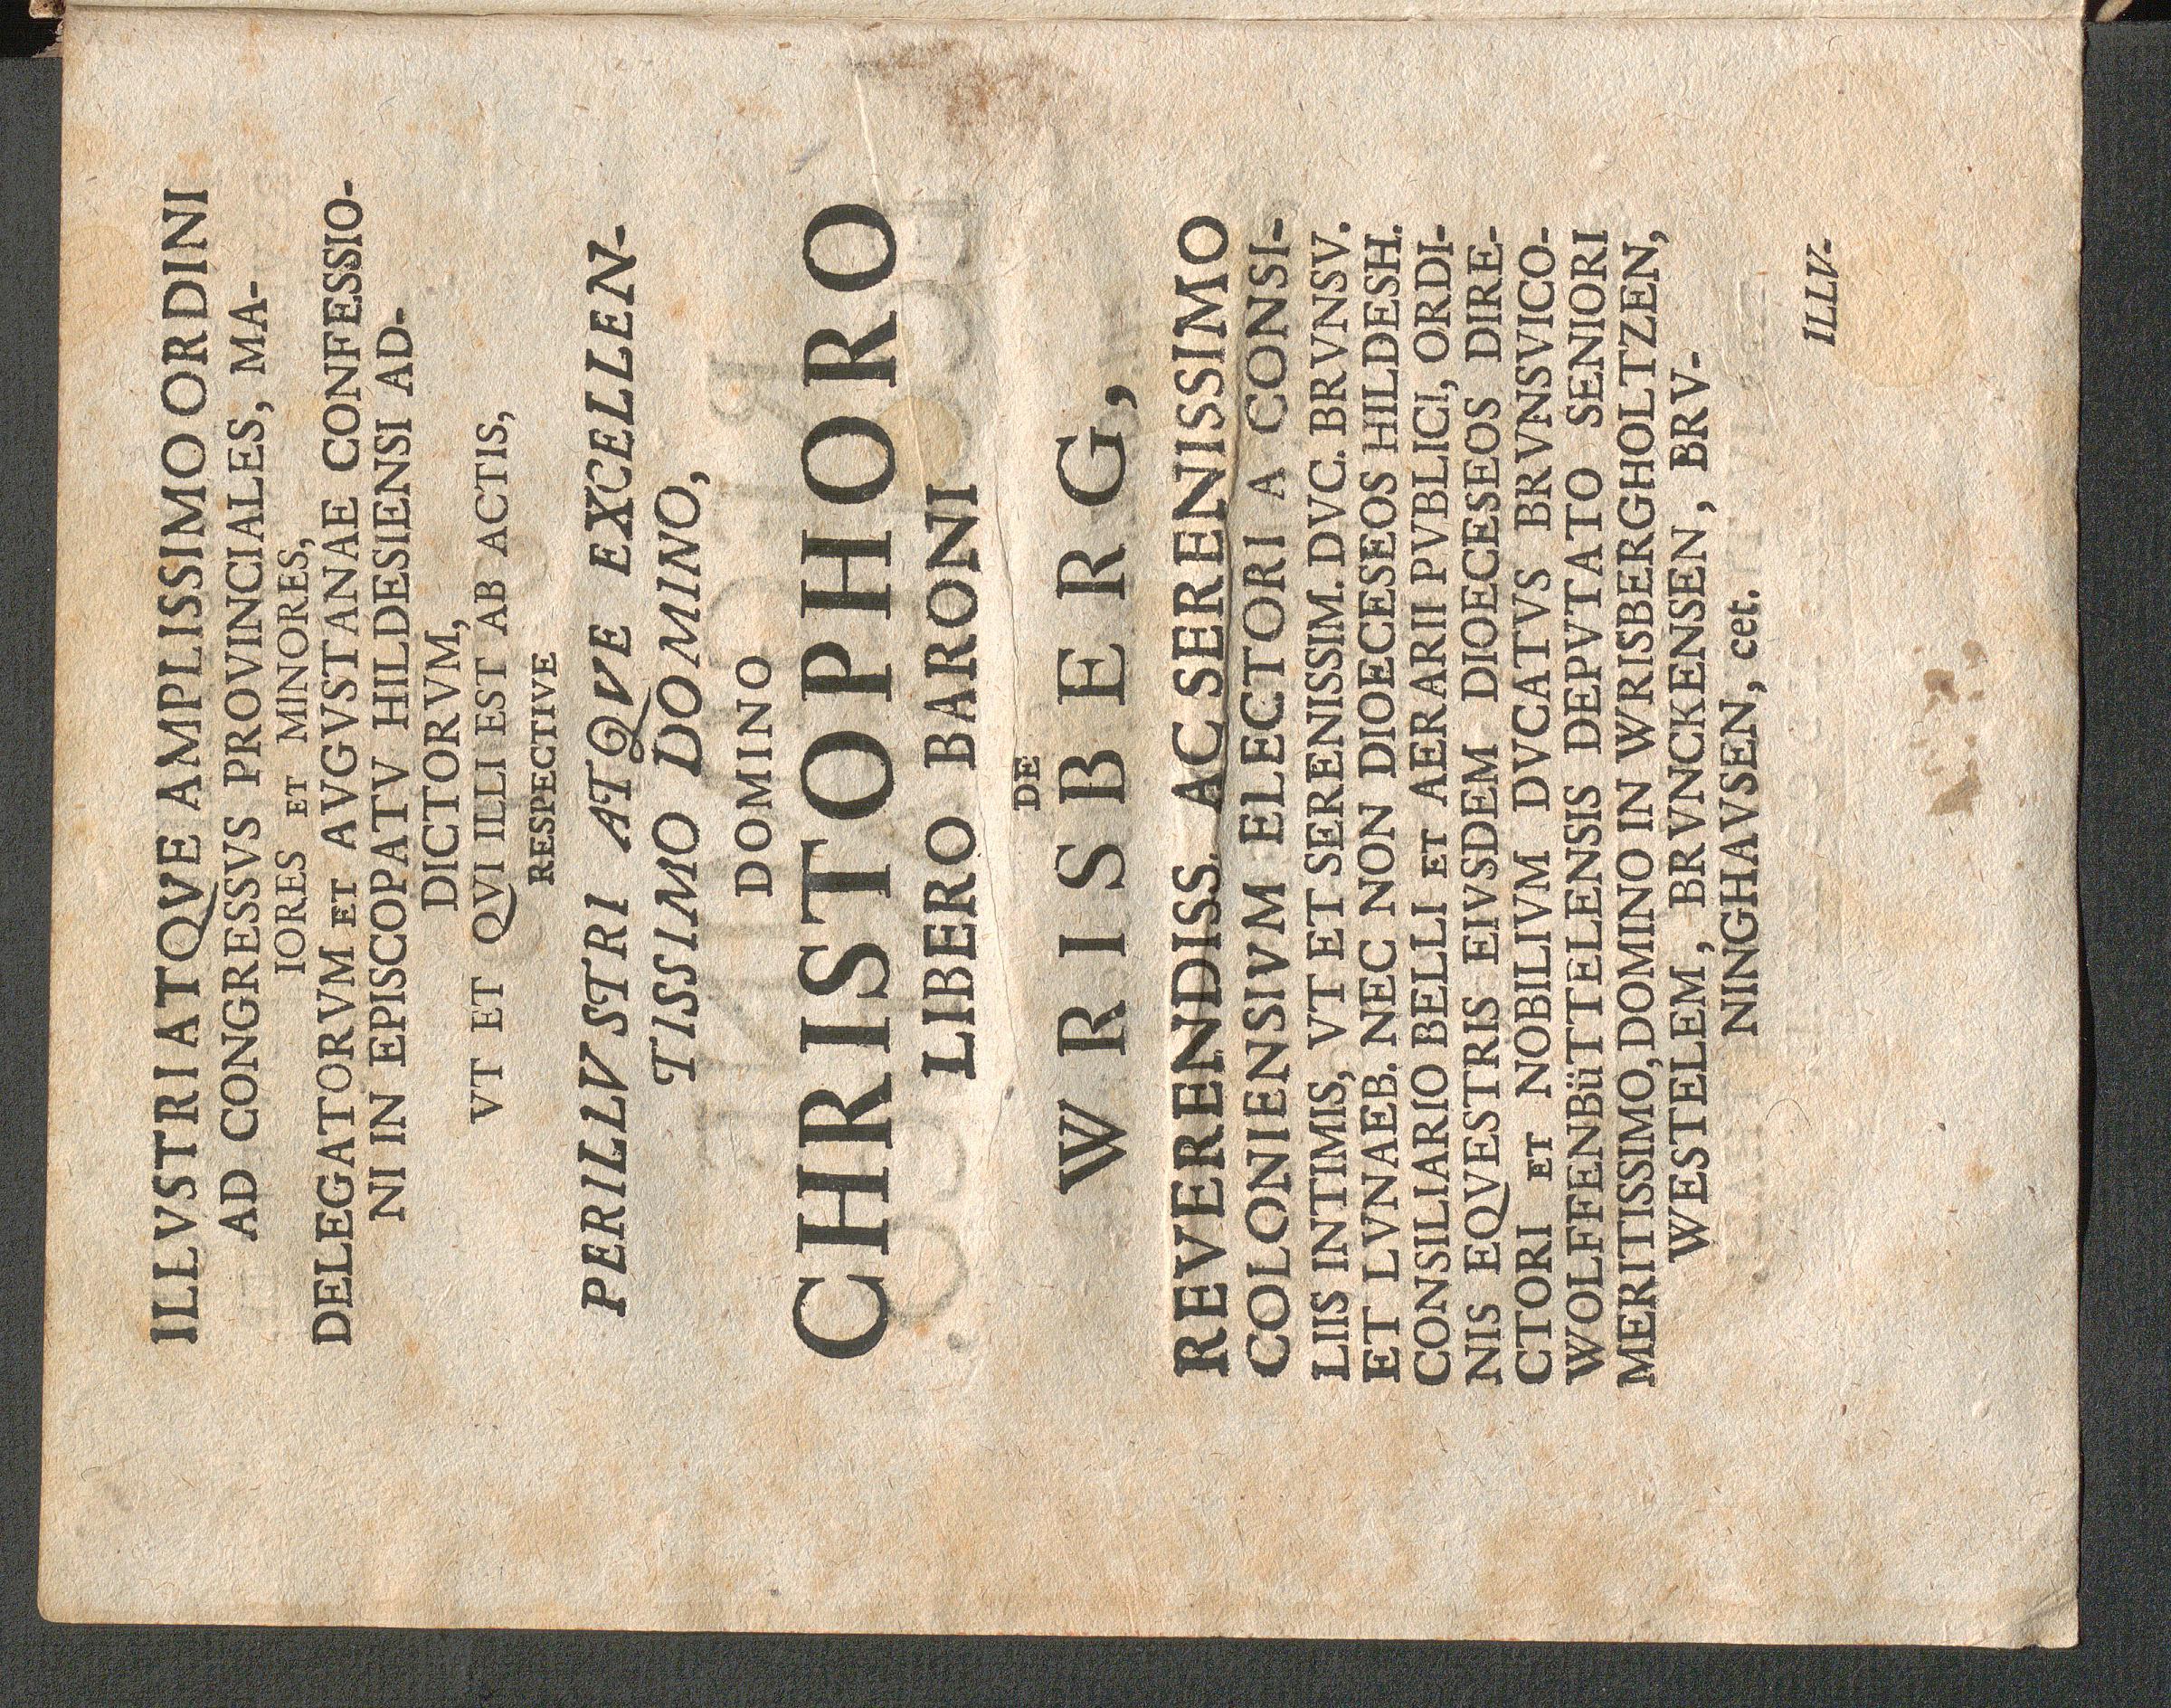 ILLVSTRI ATQVE AMPLISSIMO ORDINI
AD CONGRESSVS PROVINCIALES, MA-
IORES ET MINORES,
DELEGATORVM ET AVGVSTANAE CONFESSIO-
NI IN EPISCOPATV HILDESIENSI AD-
DICTORVM,
VT ET QVI ILLI EST AB ACTIS,
RESPECTIVE
PERILLVSTRI ATQVE EXCELLEN-
TISSIMO DOMINO,
DOMINO
CHRISTOPHORO
LIBERO BARONI
DE
WRISBERG,
REVERENDISS. AC SERENISSIMO
COLONIENSIVM ELECTORI A CONSI-
LIIS INTIMIS, VT ET SERENISSIM. DVC. BRVNSV.
ET LVNAEB. NEC NON DIOECESEOS HILDESH.
CONSILIARIO BELLI ET AERARII PVBLICI, ORDI-
NIS EQVESTRIS EIVSDEM DIOECESEOS DIRE-
CTORI ET NOBILIVM DVCATVS BRVNSVICO-
WOLFFENBüTTELENSIS DEPVTATO SENIORI
MERITISSIMO, DOMINO IN WRISBERGHOLTZEN,
WESTELEM, BRVNCKENSEN, BRV-
NINGHAVSEN, cet.
ILLV-